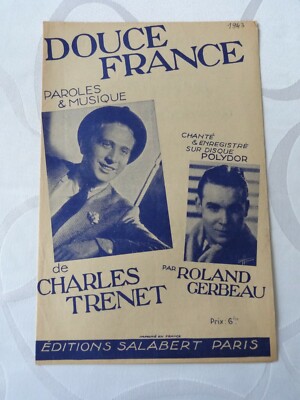 1943
DOUCE
FRANCE
PAROLES
& MUSIQUE
CHANTÉ
& ENREGISTRÉ
SUR DISQUE
POLYDOR
de
CHARLES
TRENET
PAR ROLAND
GERBEAU
Prix: 6
ÉDITIONS SALABERT PARIS